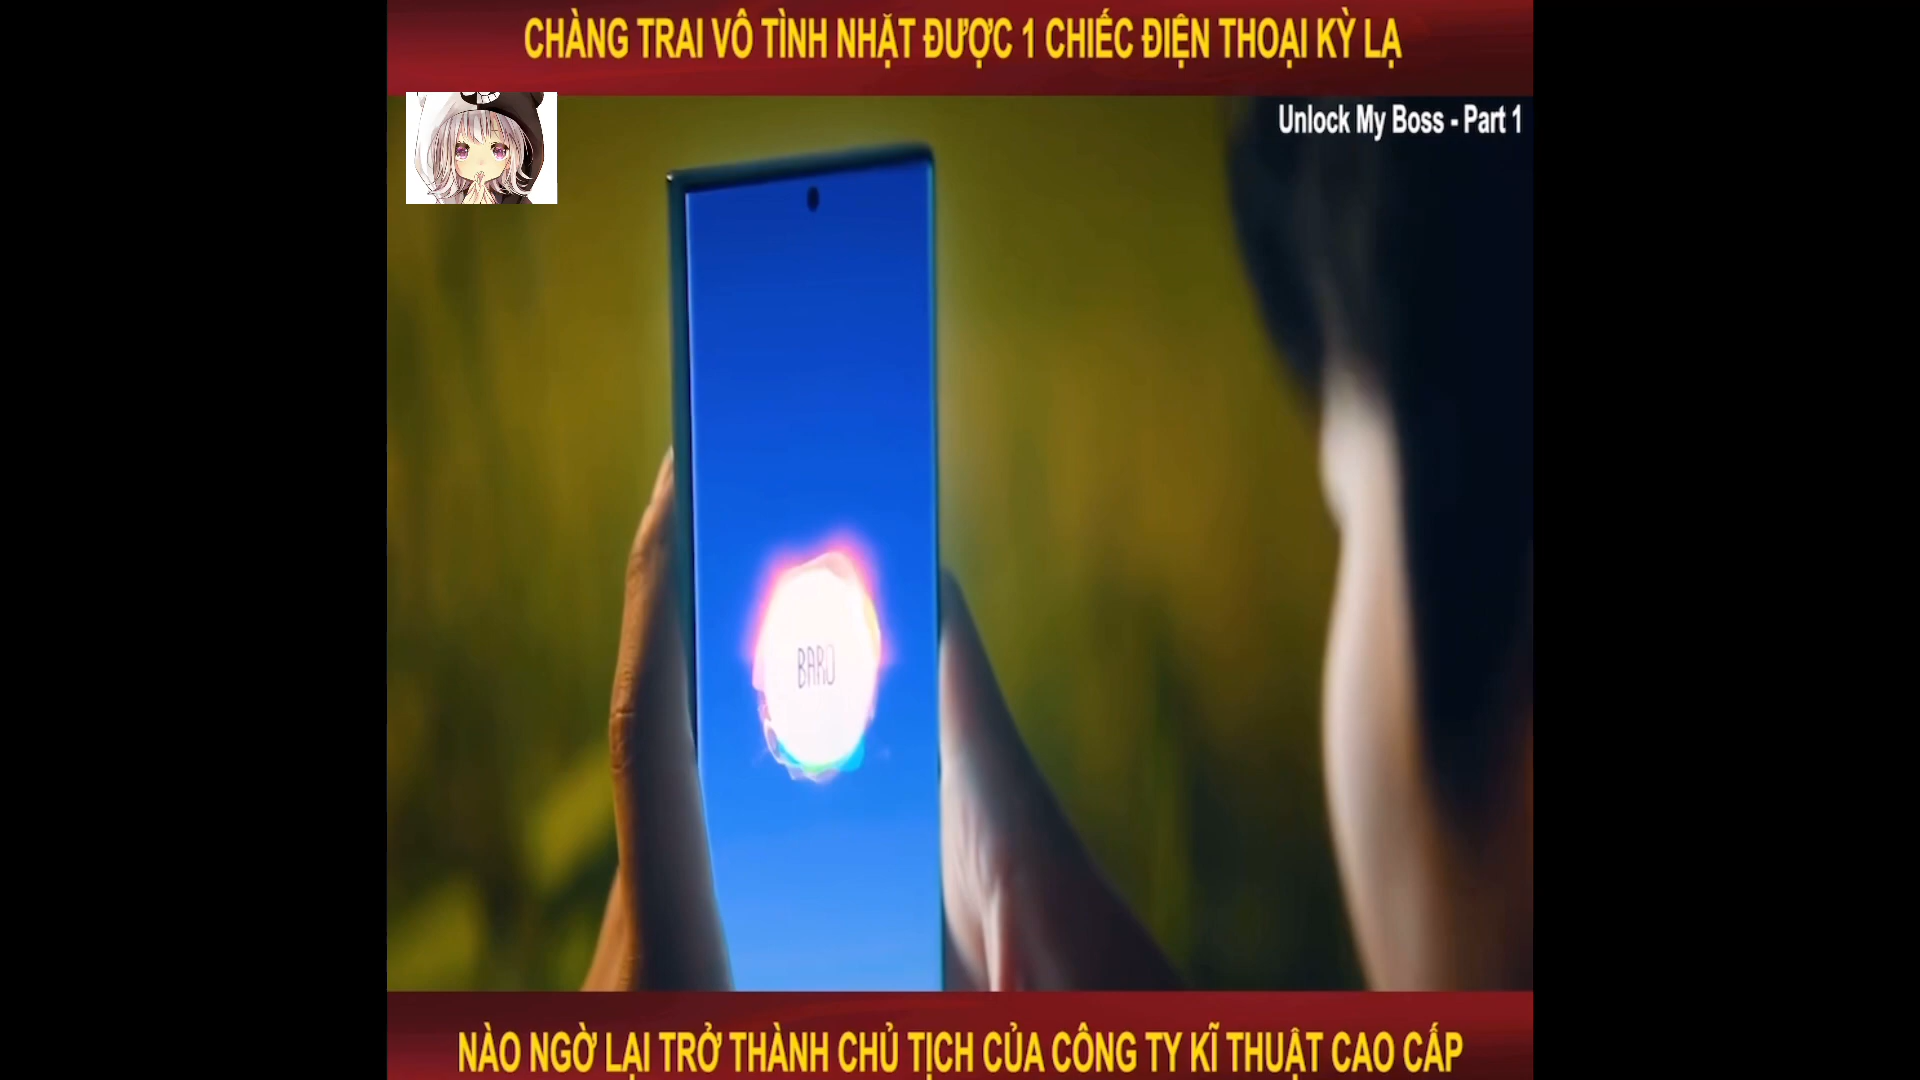 CHÀNG TRAI VÔ TÌNH NHẶT ĐƯỢC 1 CHIẾC ĐIỆN THOẠI KỲ LẠ
Unlock My Boss - Part 1
BARO
NÀO NGỜ LẠI TRỞ THÀNH CHỦ TỊCH CỦA CÔNG TY KĨ THUẬT CAO CẤP